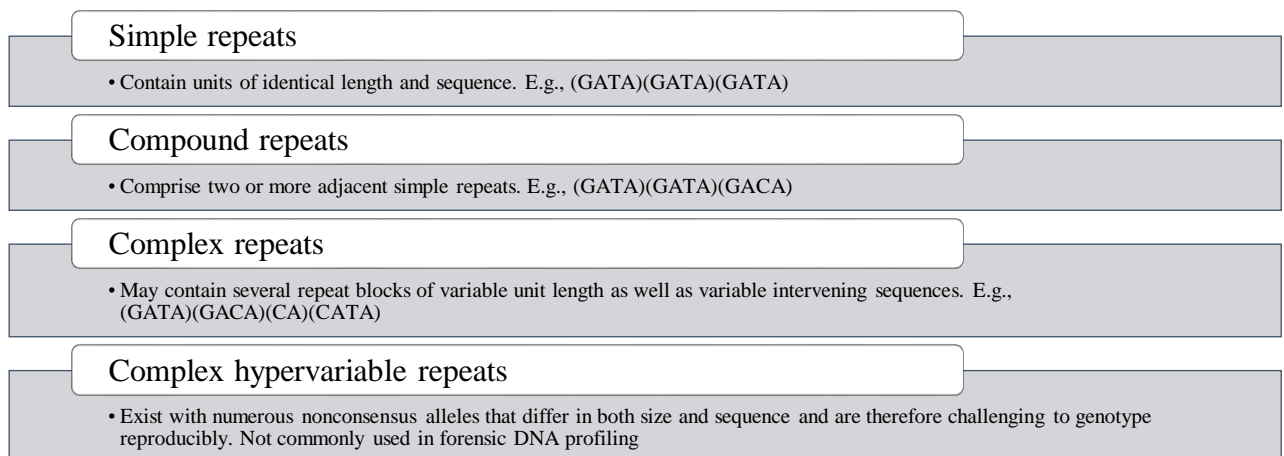 Simple repeats
• Contain units of identical length and sequence. E.g., (GATA)(GATA)(GATA)
Compound repeats
• Comprise two or more adjacent simple repeats. E.g., (GATA)(GATA)(GACA)
Complex repeats
• May contain several repeat blocks of variable unit length as well as variable intervening sequences. E.g.,
(GATA)(GACA)(CA)(CATA)
Complex hypervariable repeats
• Exist with numerous nonconsensus alleles that differ in both size and sequence and are therefore challenging to genotype
reproducibly. Not commonly used in forensic DNA profiling